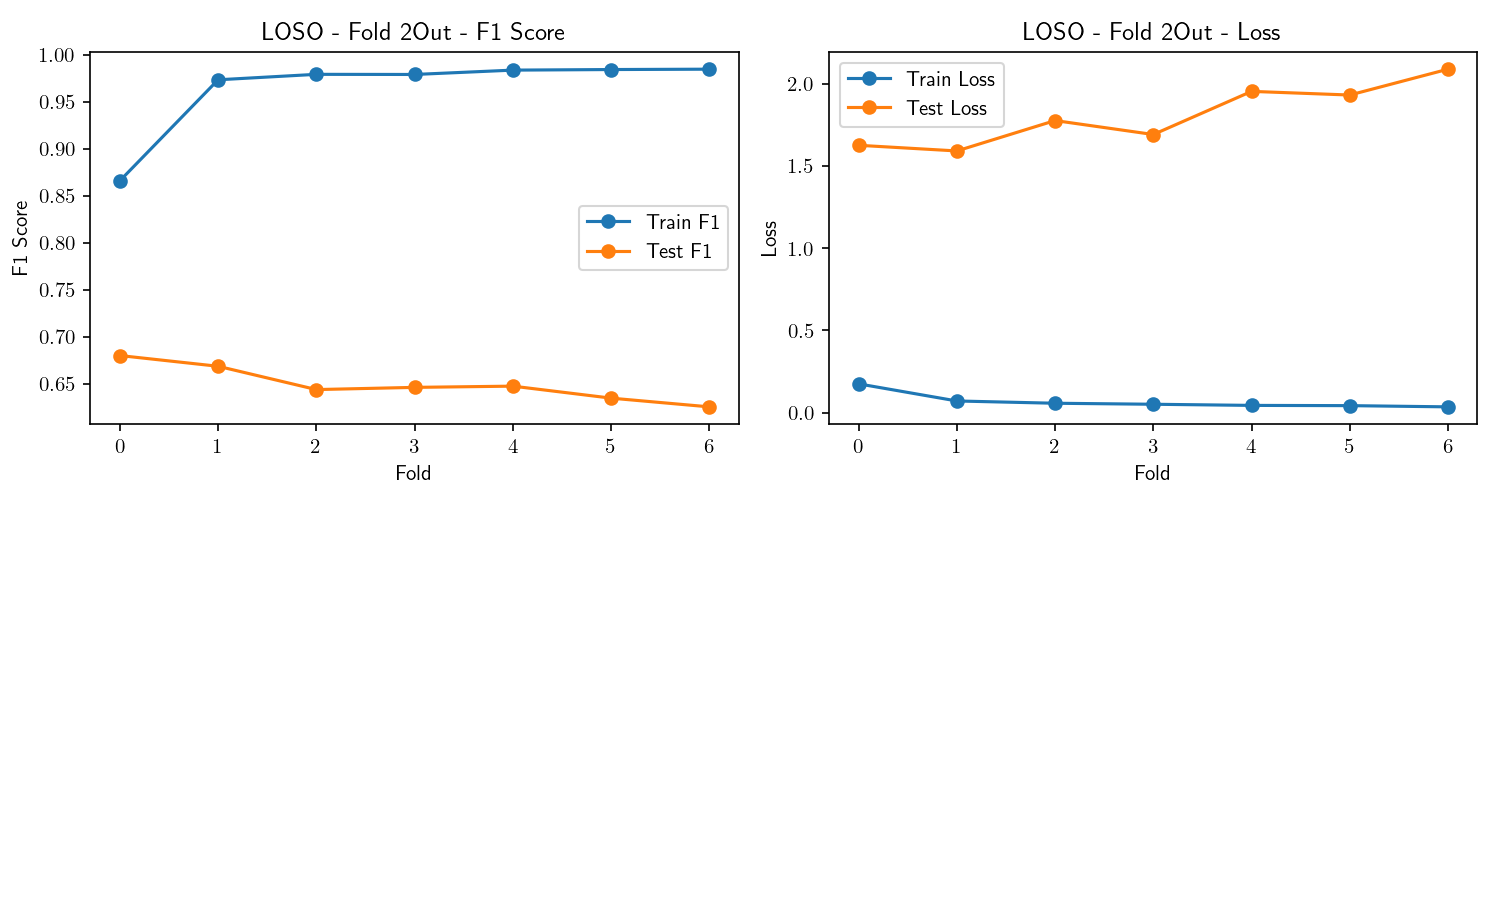 LOSO - Fold 2Out - F1 Score
1.00
0.95
0.90
0.85
0.80
0.75
0.70
0.65
F1 Score
Train F1
Test F1
0 1 2 3 4 5 6
Fold
LOSO - Fold 2Out - Loss
2.0
1.5
1.0
0.5
0.0
Loss
Train Loss
Test Loss
0 1 2 3 4 5 6
Fold